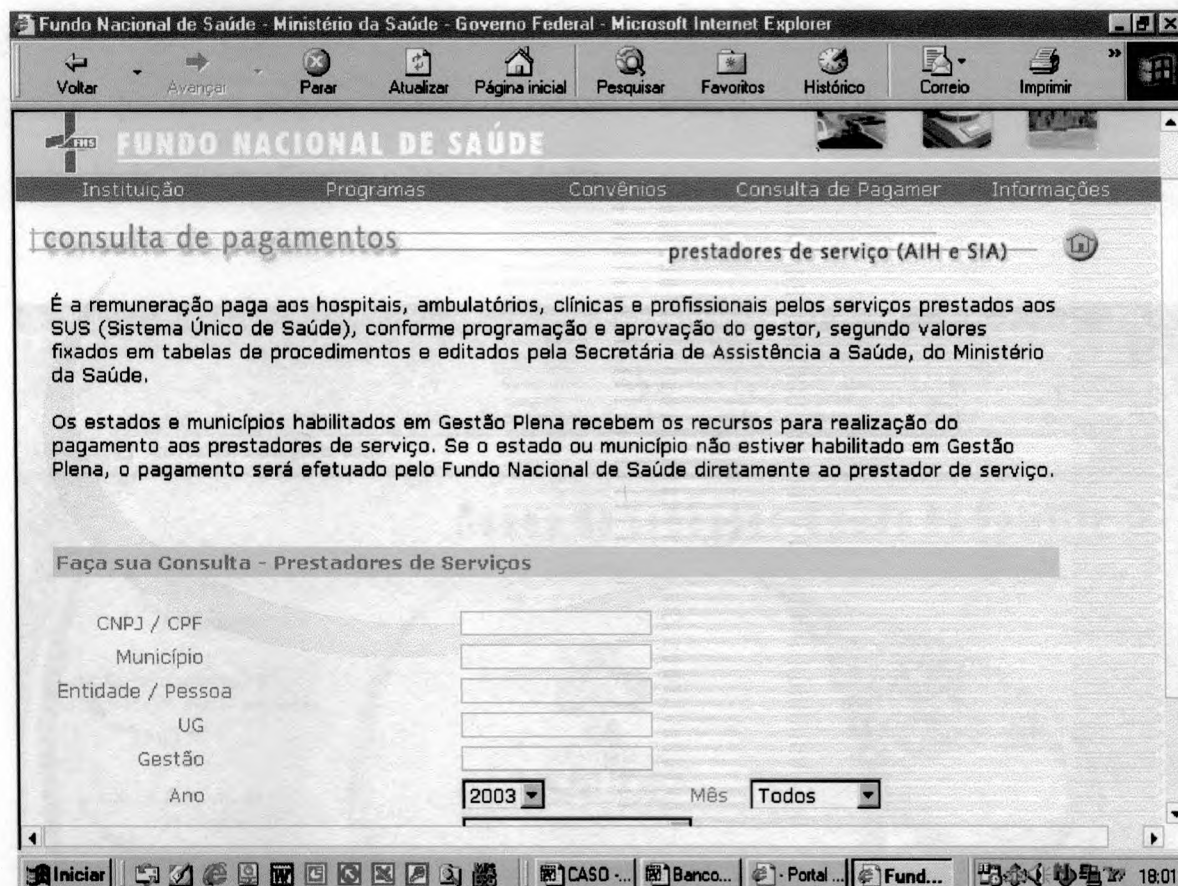 Fundo Nacional de Saúde - Ministério da Saúde - Governo Federal - Microsoft Internet Explorer
Voltar Avançar Parar Atualizar Página inicial Pesquisar Favoritos Histórico Correio Imprimir
FNS FUNDO NACIONAL DE SAÚDE
Instituição Programas Convênios Consulta de Pagamer Informações
consulta de pagamentos
prestadores de serviço (AIH e SIA)
É a remuneração paga aos hospitais, ambulatórios, clínicas e profissionais pelos serviços prestados aos
SUS (Sistema Único de Saúde), conforme programação e aprovação do gestor, segundo valores
fixados em tabelas de procedimentos e editados pela Secretária de Assistência a Saúde, do Ministério
da Saúde.
Os estados e municípios habilitados em Gestão Plena recebem os recursos para realização do
pagamento aos prestadores de serviço. Se o estado ou município não estiver habilitado em Gestão
Plena, o pagamento será efetuado pelo Fundo Nacional de Saúde diretamente ao prestador de serviço.
Faça sua Consulta - Prestadores de Serviços
CNPJ / CPF
Município
Entidade / Pessoa
UG
Gestão
Ano 2003 Mês Todos
Iniciar CASO -... Banco... - Portal ... Fund... 18:01